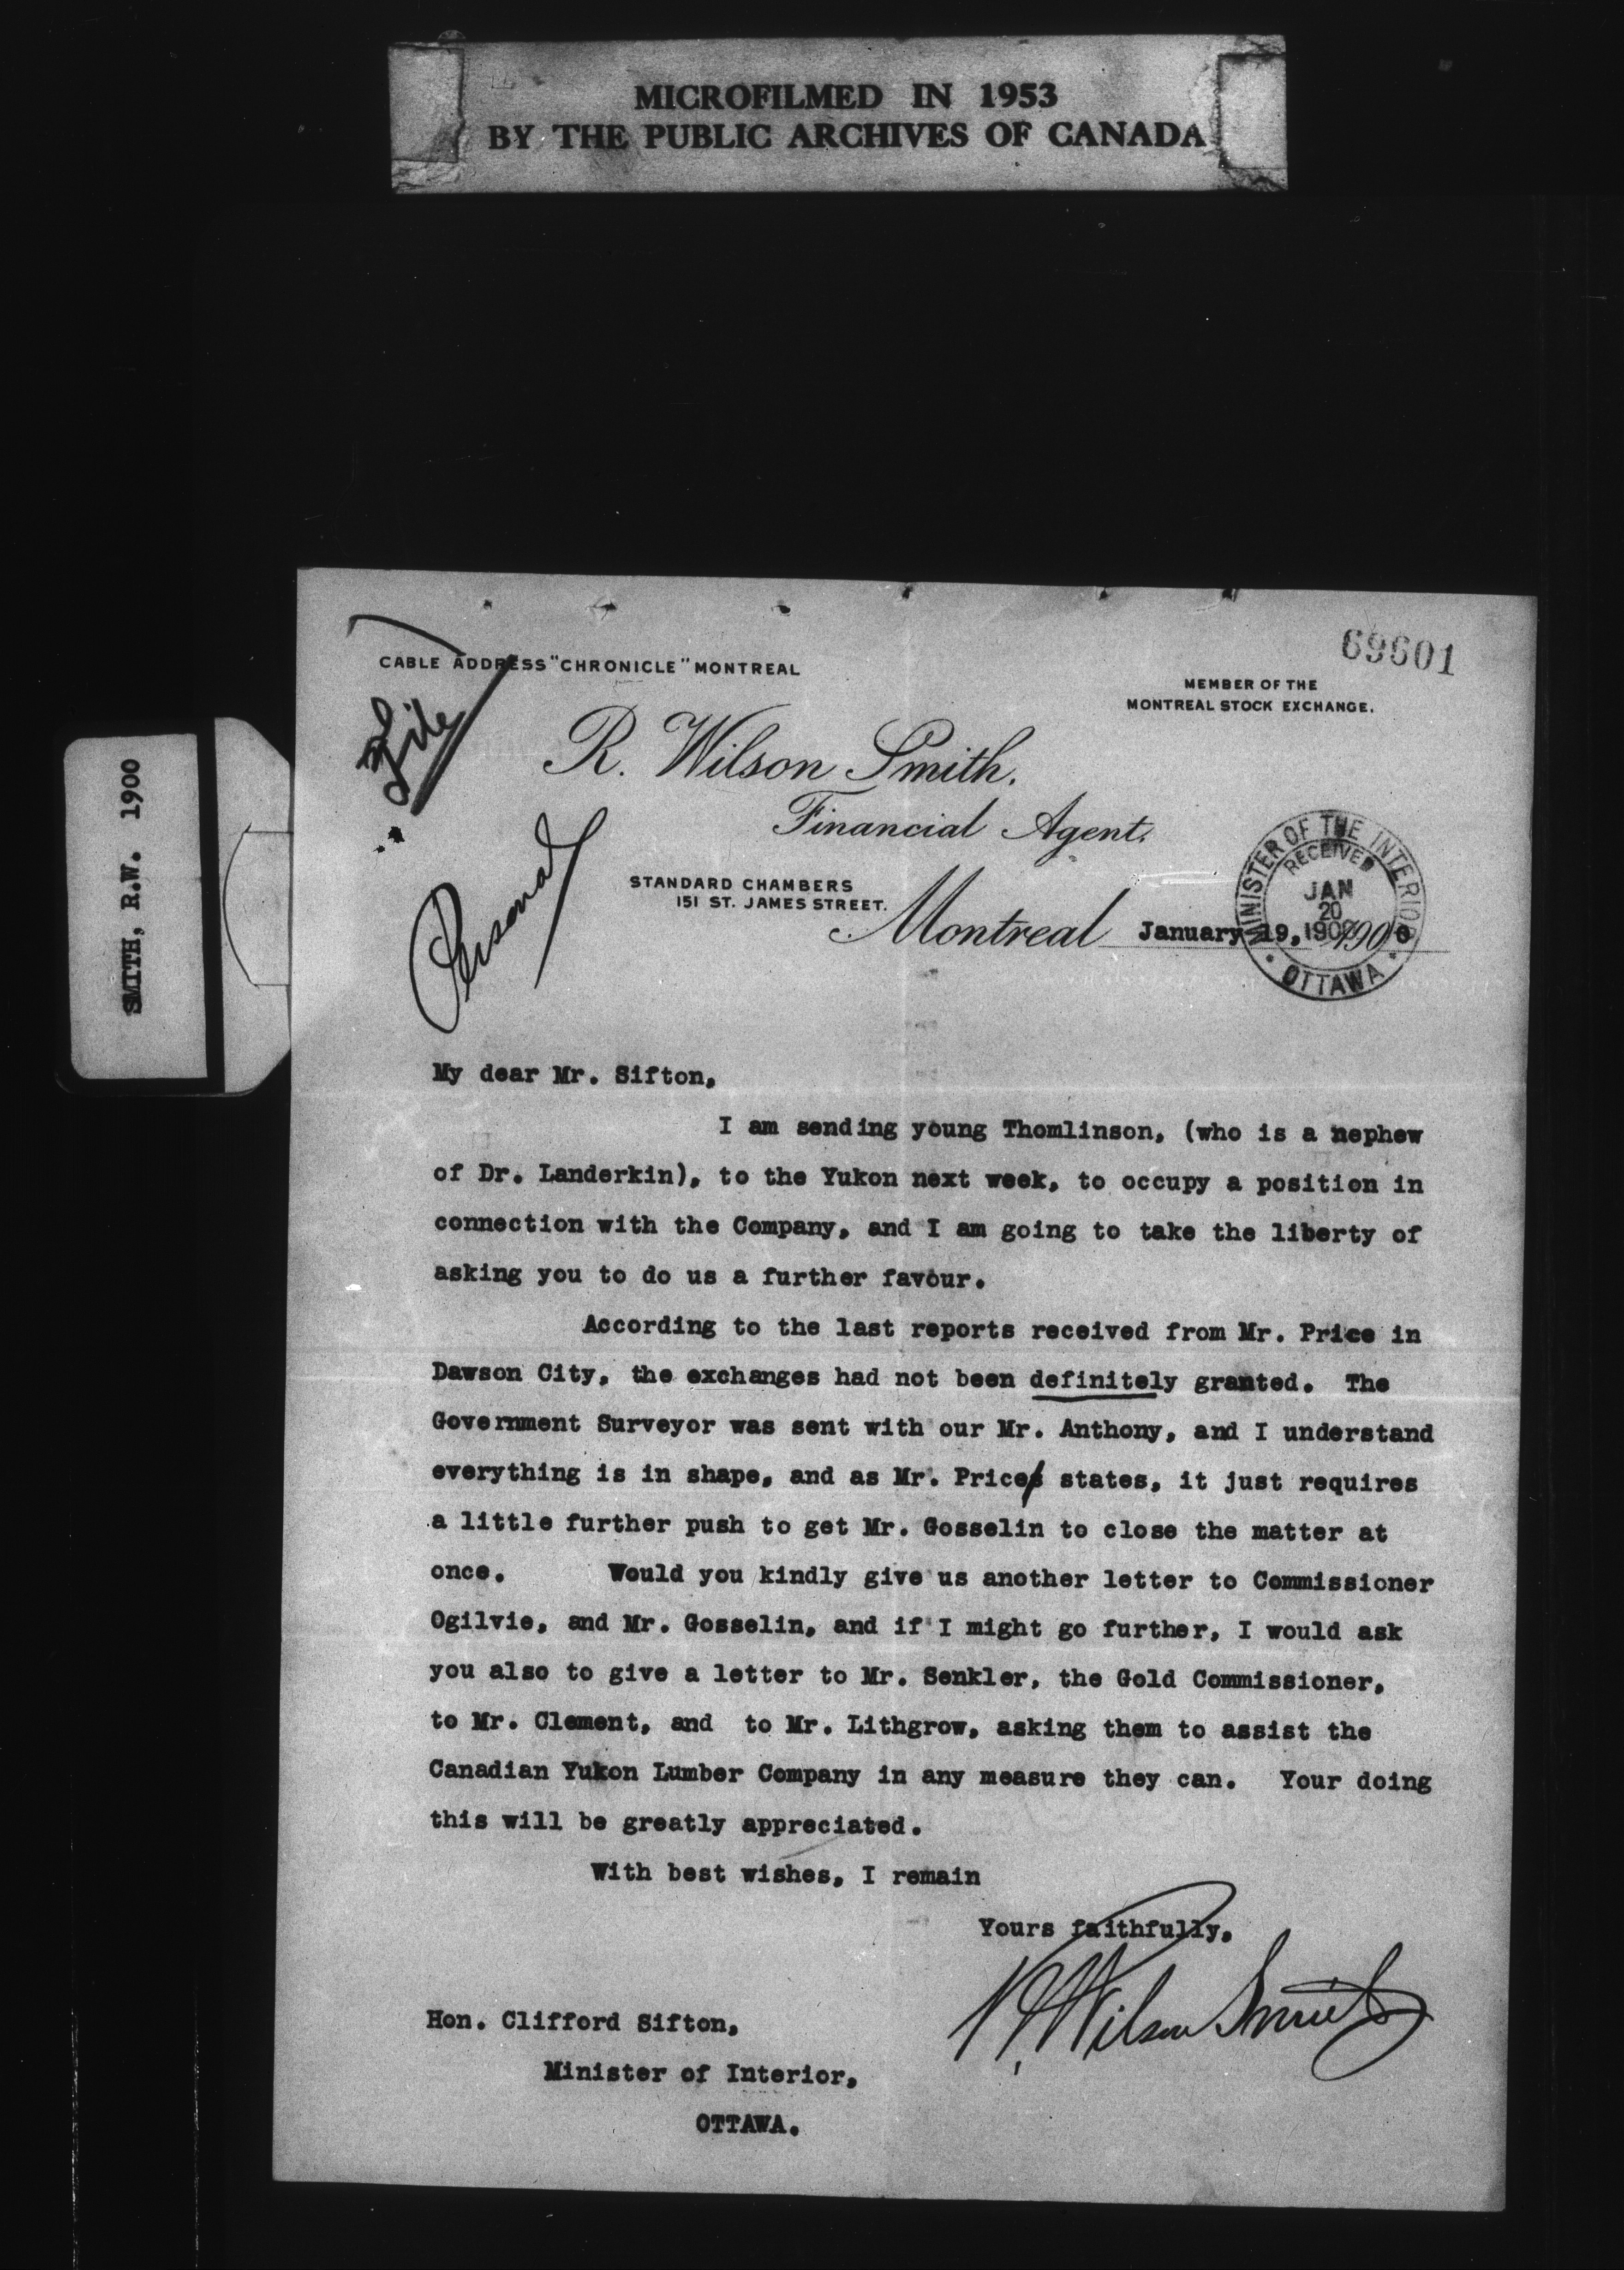 MICROFILMED IN 1953
BY THE PUBLIC ARCHIVES OF CANADA
SMITH, R.W. 1900
69601
CABLE ADDRESS "CHRONICLE" MONTREAL
MEMBER OF THE
MONTREAL STOCK EXCHANGE.
File
R. Wilson Smith.
Financial Agent.
Personal
STANDARD CHAMBERS
151 ST. JAMES STREET.
Montreal January 19, 1900
MINISTER OF THE INTERIOR
RECEIVED
JAN
20
1900
OTTAWA
My dear Mr. Sifton,
I am sending young Thomlinson, (who is a nephew
of Dr. Landerkin), to the Yukon next week, to occupy a position in
connection with the Company, and I am going to take the liberty of
asking you to do us a further favour.
According to the last reports received from Mr. Price in
Dawson City, the exchanges had not been definitely granted. The
Government Surveyor was sent with our Mr. Anthony, and I understand
everything is in shape, and as Mr. Price states, it just requires
a little further push to get Mr. Gosselin to close the matter at
once. Would you kindly give us another letter to Commissioner
Ogilvie, and Mr. Gosselin, and if I might go further, I would ask
you also to give a letter to Mr. Senkler, the Gold Commissioner,
to Mr. Clement, and to Mr. Lithgrow, asking them to assist the
Canadian Yukon Lumber Company in any measure they can. Your doing
this will be greatly appreciated.
With best wishes, I remain
Yours faithfully,
R. Wilson Smith
Hon. Clifford Sifton,
Minister of Interior,
OTTAWA.